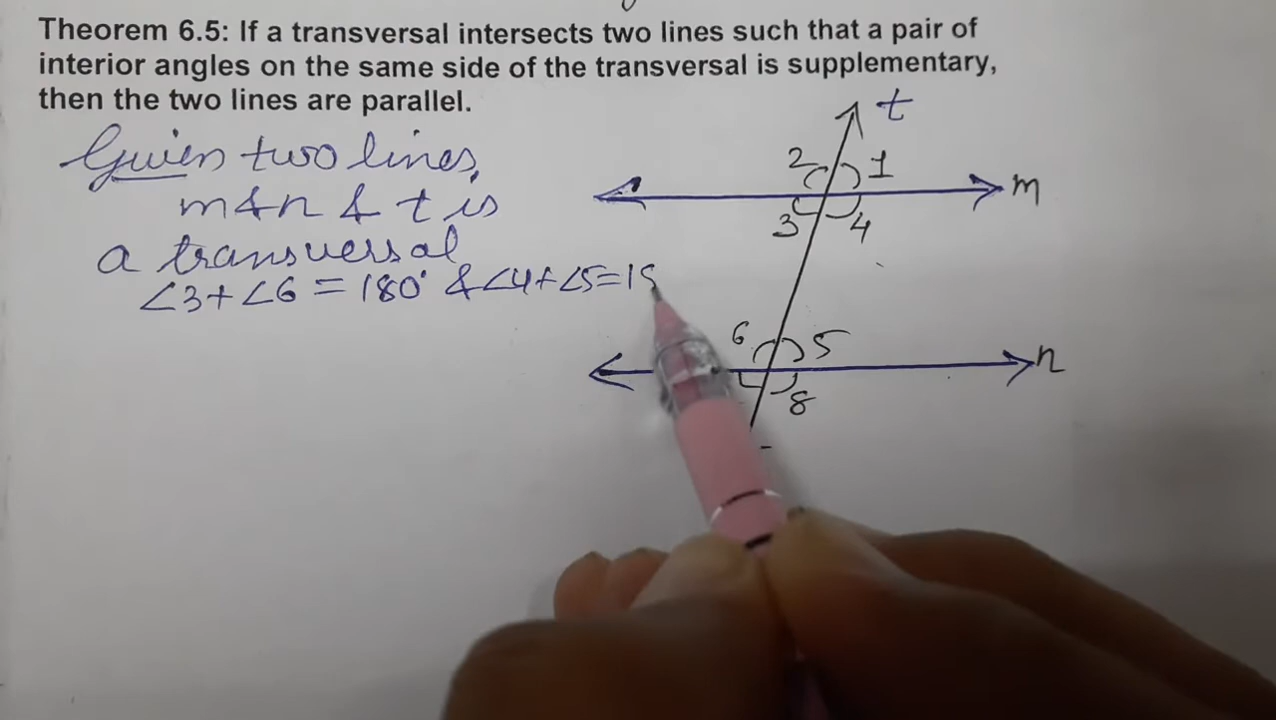 Theorem 6.5: If a transversal intersects two lines such that a pair of
interior angles on the same side of the transversal is supplementary,
then the two lines are parallel.
Given two lines,
m & n & t is
a transversal
∠3+∠6 = 180° & ∠4+∠5=18
t
2 1
m
3 4
6 5
n
8